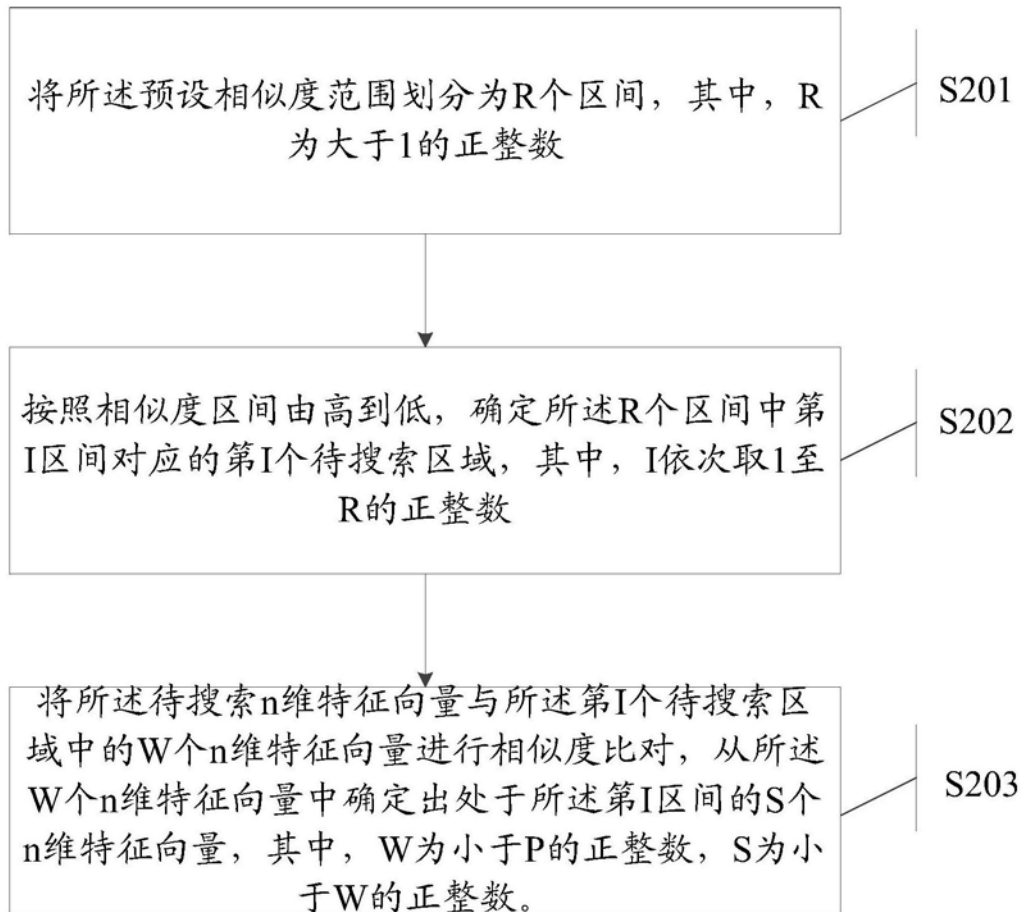 将所述预设相似度范围划分为R个区间，其中，R
为大于1的正整数
S201
按照相似度区间由高到低，确定所述R个区间中第
I区间对应的第I个待搜索区域，其中，I依次取1至
R的正整数
S202
将所述待搜索n维特征向量与所述第I个待搜索区
域中的W个n维特征向量进行相似度比对，从所述
W个n维特征向量中确定出处于所述第I区间的S个
n维特征向量，其中，W为小于P的正整数，S为小
于W的正整数。
S203